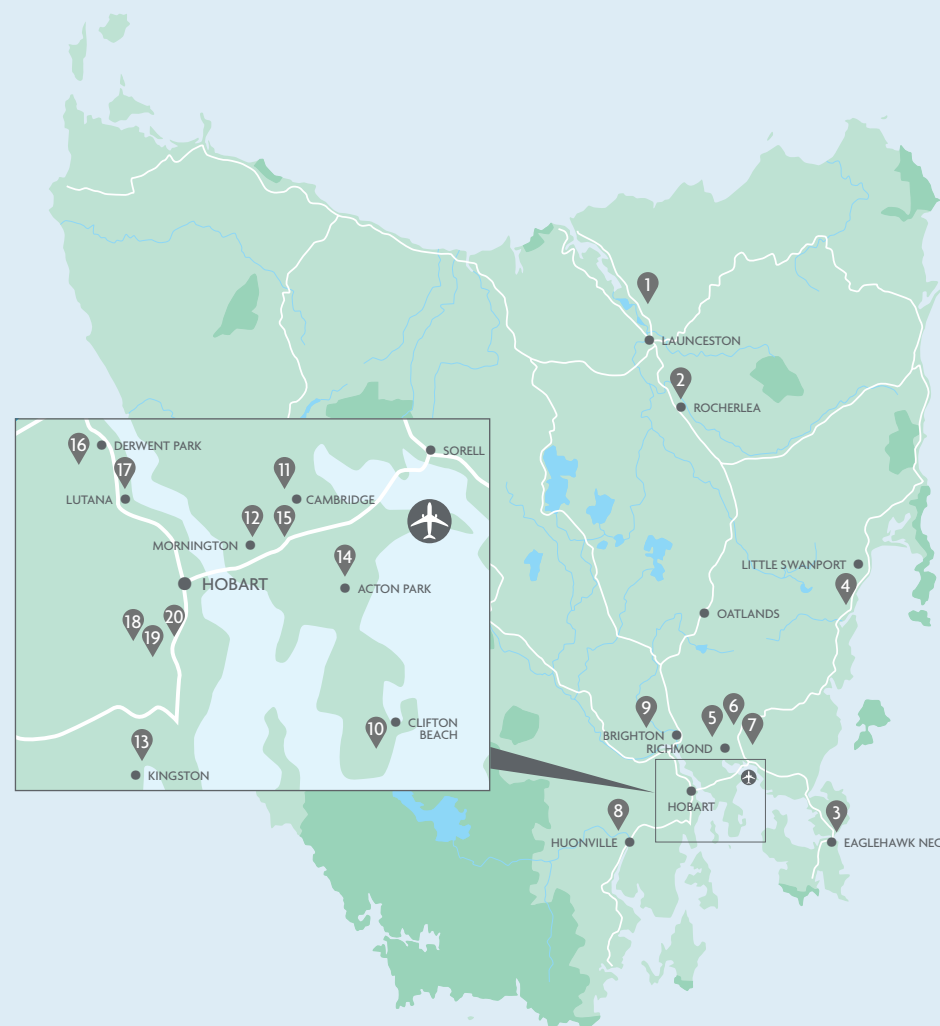 1
LAUNCESTON
2
ROCHERLEA
16
DERWENT PARK
17
LUTANA
11
CAMBRIDGE
SORELL
12
15
MORNINGTON
14
ACTON PARK
HOBART
18
19
20
10
CLIFTON
BEACH
13
KINGSTON
LITTLE SWANPORT
4
OATLANDS
9
BRIGHTON
5
6
7
RICHMOND
HOBART
8
HUONVILLE
3
EAGLEHAWK NEC